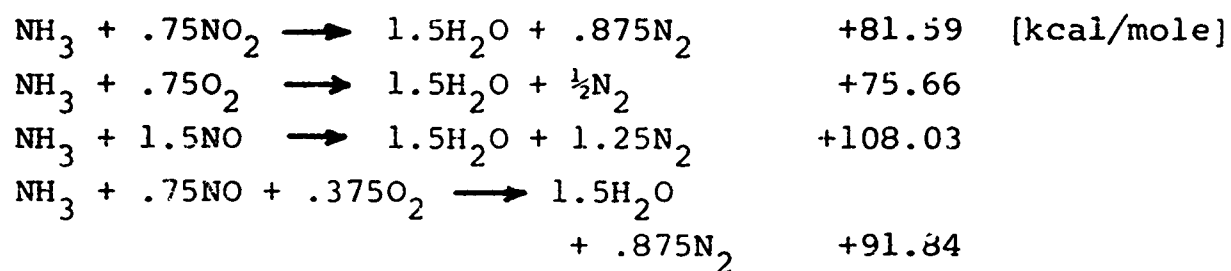 NH₃ + .75NO₂ → 1.5H₂O + .875N₂ +81.59 [kcal/mole]
NH₃ + .75O₂ → 1.5H₂O + ½N₂ +75.66
NH₃ + 1.5NO → 1.5H₂O + 1.25N₂ +108.03
NH₃ + .75NO + .375O₂ → 1.5H₂O
+ .875N₂ +91.84